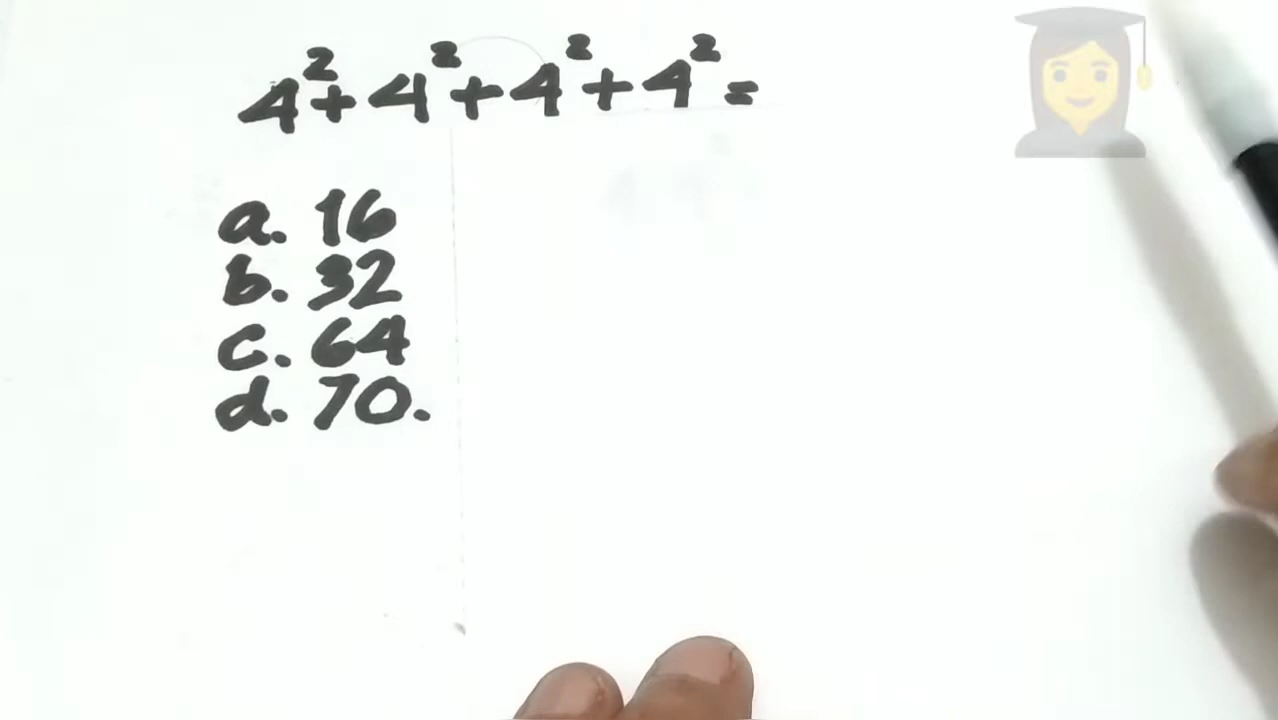 4² + 4² + 4² + 4² =
a. 16
b. 32
c. 64
d. 70.